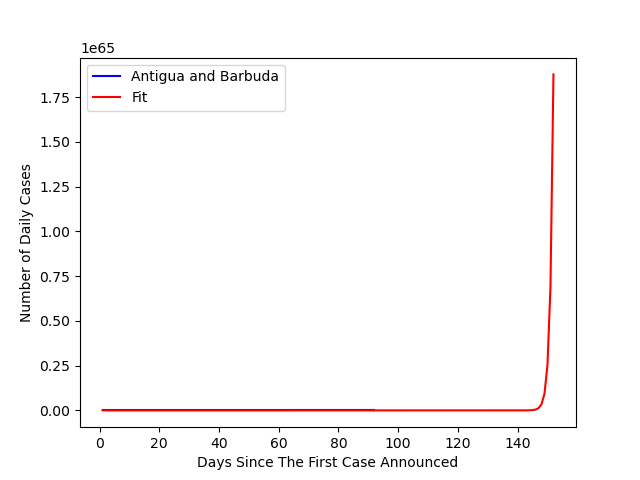 1e65
Antigua and Barbuda
Fit
1.75
1.50
1.25
1.00
0.75
0.50
0.25
0.00
Number of Daily Cases
0 20 40 60 80 100 120 140
Days Since The First Case Announced